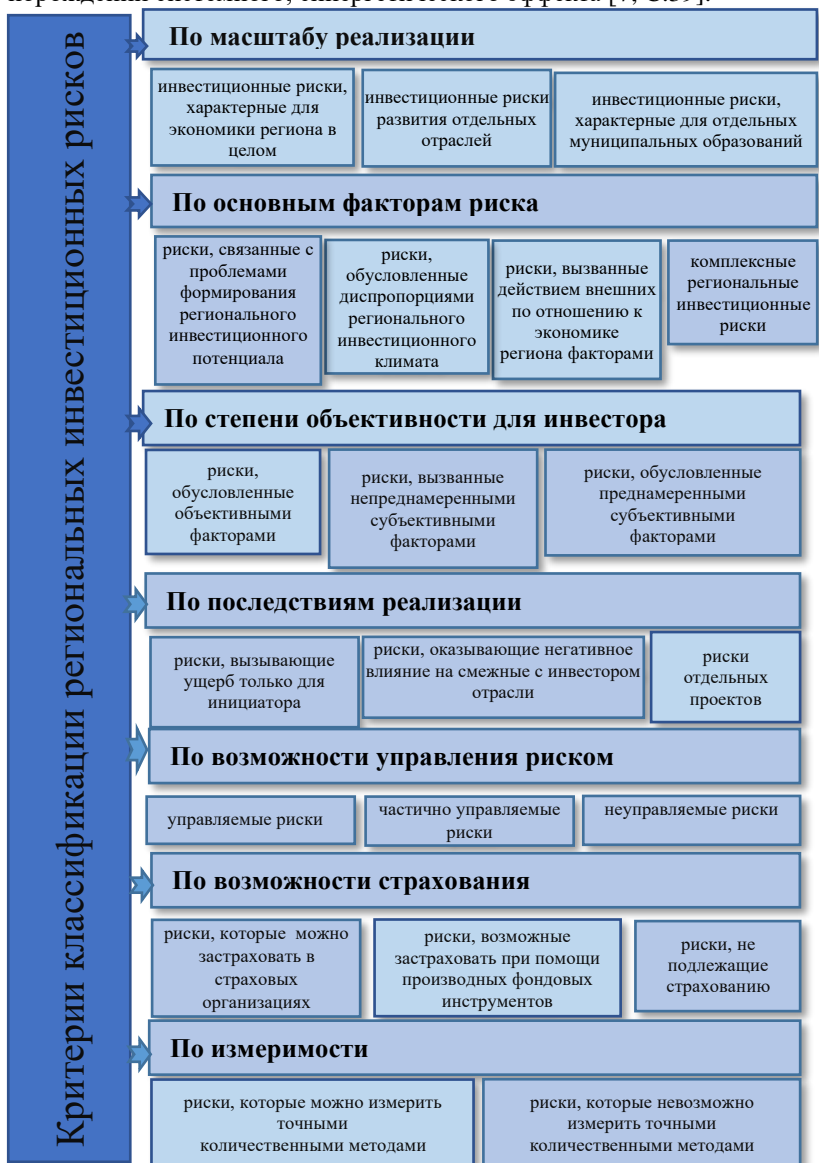 По масштабу реализации
инвестиционные риски,
характерные для
экономики региона в
целом
инвестиционные риски
развития отдельных
отраслей
инвестиционные риски,
характерные для отдельных
муниципальных образований
По основным факторам риска
риски, связанные с
проблемами
формирования
регионального
инвестиционного
потенциала
риски,
обусловленные
диспропорциями
регионального
инвестиционного
климата
риски, вызванные
действием внешних
по отношению к
экономике
региона факторами
комплексные
региональные
инвестиционные
риски
По степени объективности для инвестора
риски,
обусловленные
объективными
факторами
риски, вызванные
непреднамеренными
субъективными
факторами
риски, обусловленные
преднамеренными
субъективными
факторами
По последствиям реализации
риски, вызывающие
ущерб только для
инициатора
риски, оказывающие негативное
влияние на смежные с инвестором
отрасли
риски
отдельных
проектов
По возможности управления риском
управляемые риски
частично управляемые
риски
неуправляемые риски
По возможности страхования
риски, которые можно
застраховать в
страховых
организациях
риски, возможные
застраховать при помощи
производных фондовых
инструментов
риски, не
подлежащие
страхованию
По измеримости
риски, которые можно измерить
точными
количественными методами
риски, которые невозможно
измерить точными
количественными методами
Критерии классификации региональных инвестиционных рисков